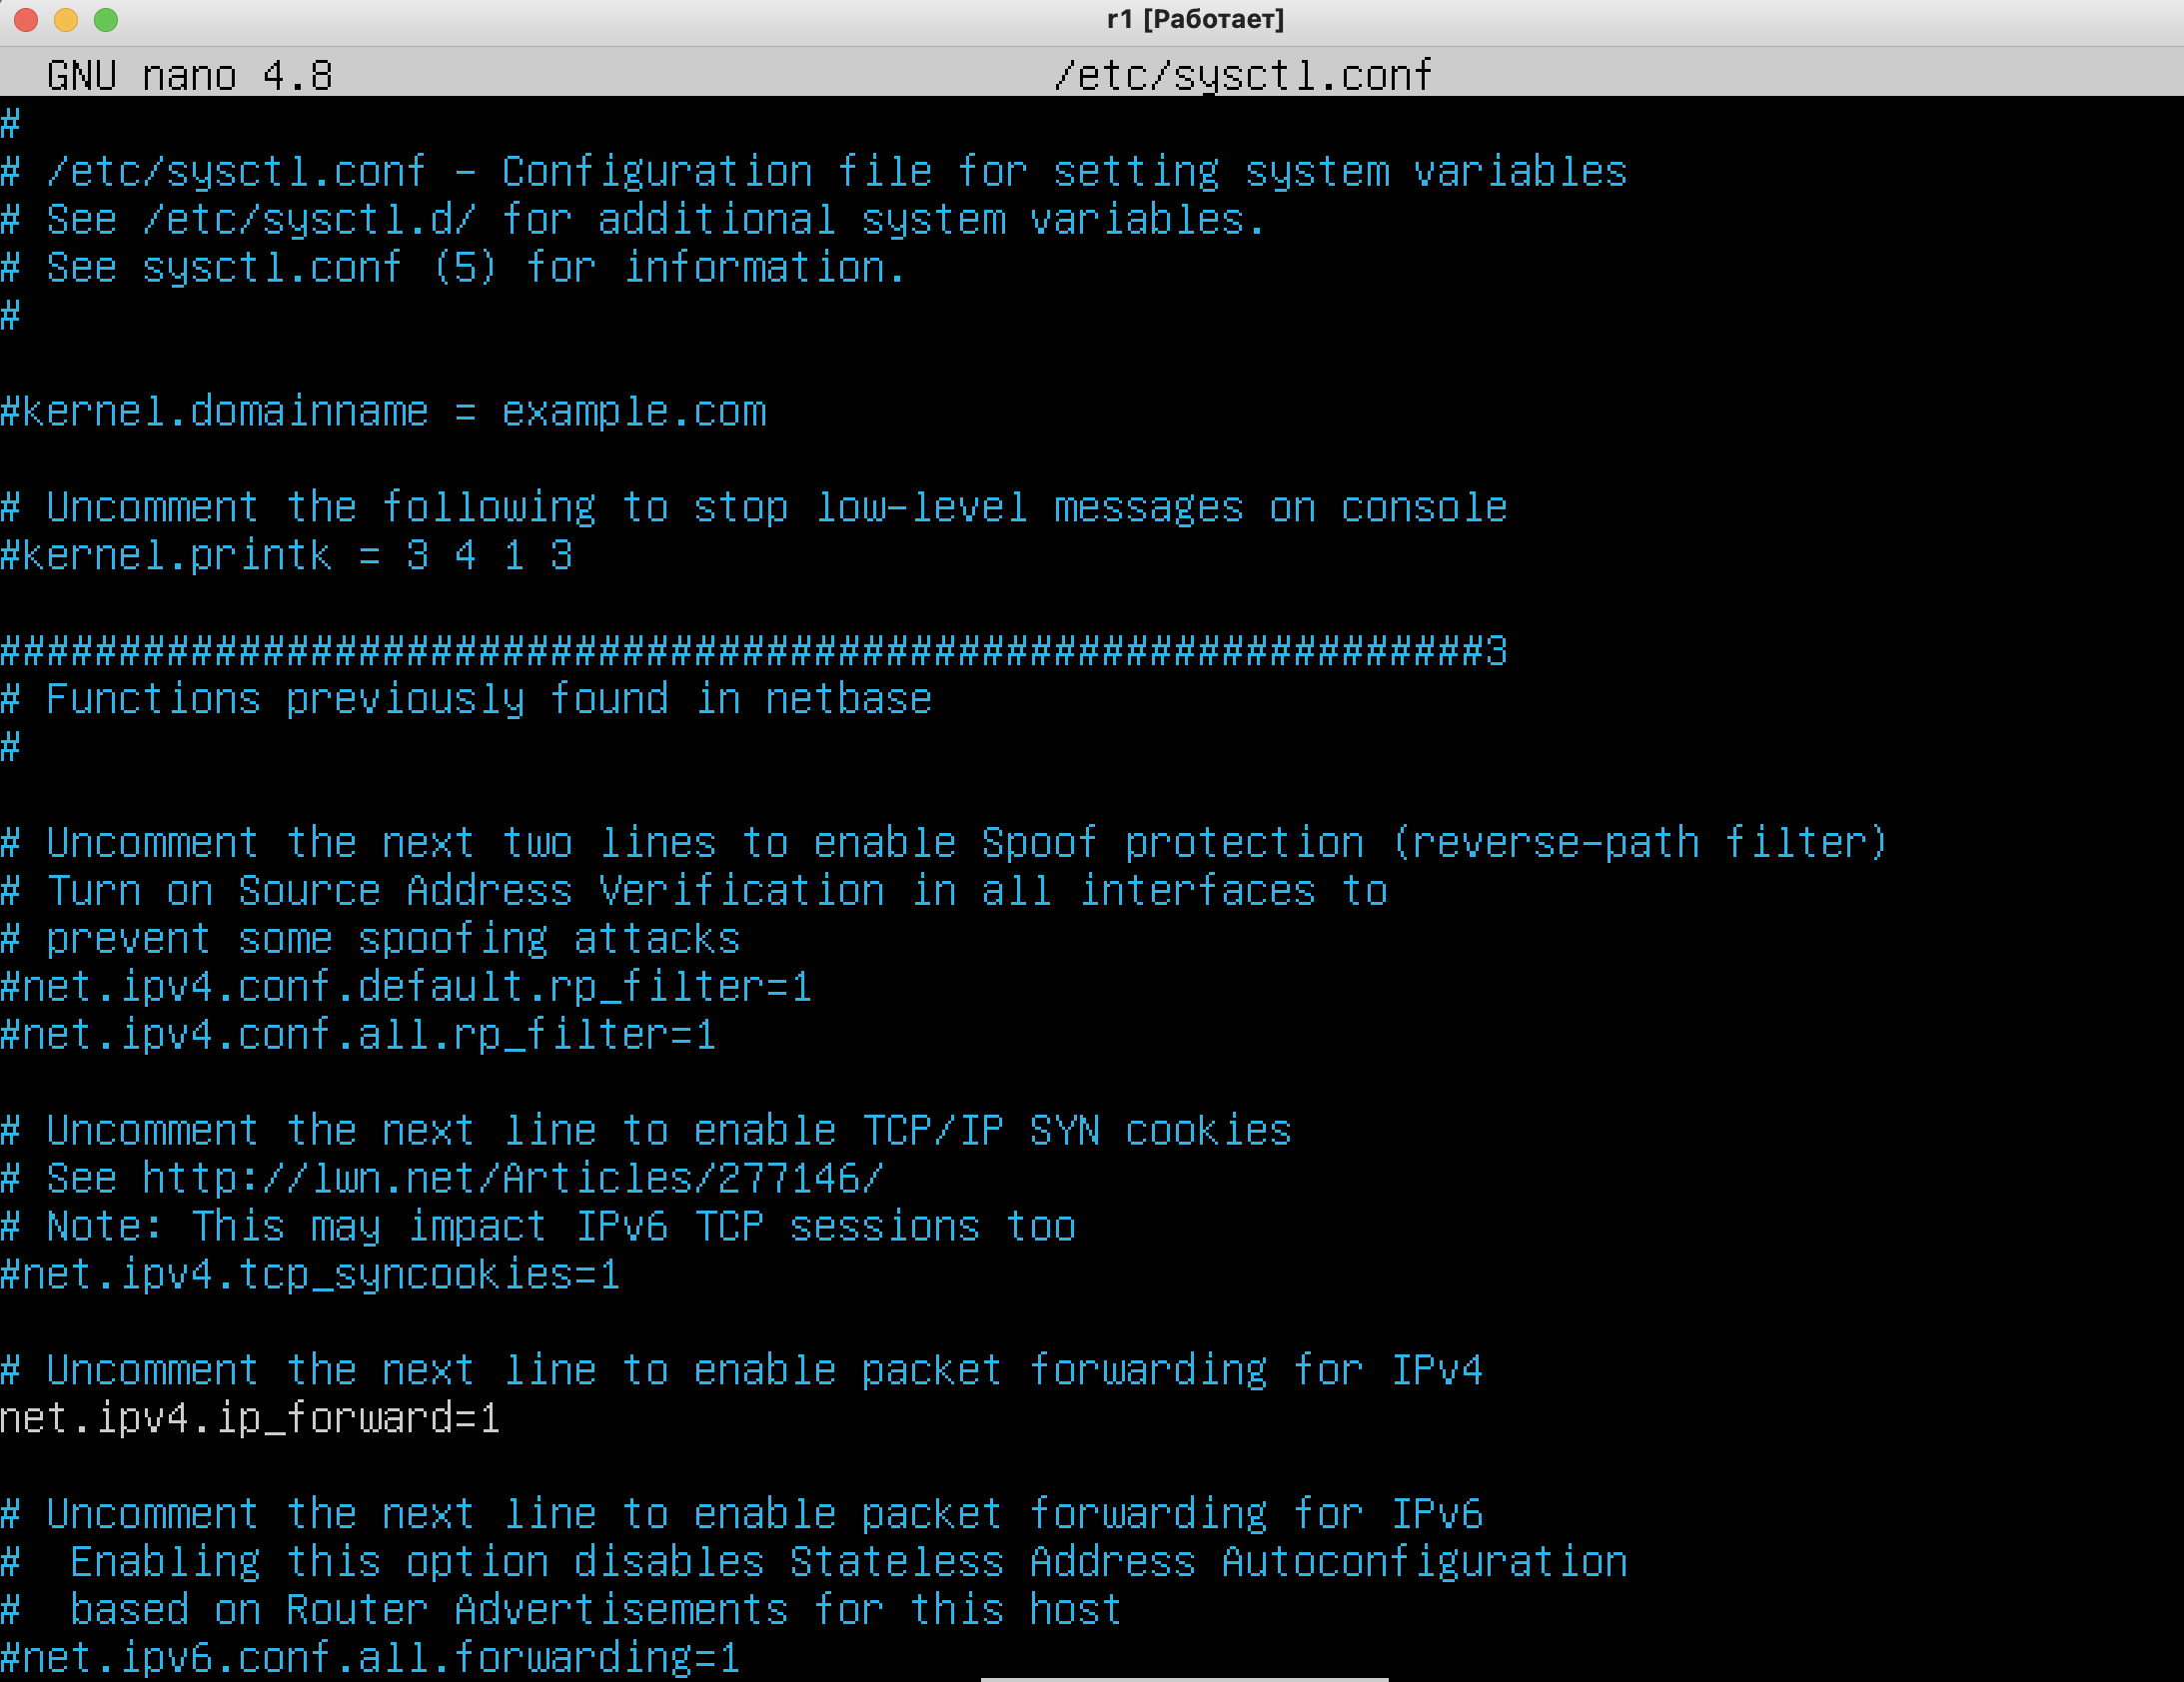 r1 [Работает]
GNU nano 4.8 /etc/sysctl.conf
#
# /etc/sysctl.conf - Configuration file for setting system variables
# See /etc/sysctl.d/ for additional system variables.
# See sysctl.conf (5) for information.
#
#kernel.domainname = example.com
# Uncomment the following to stop low-level messages on console
#kernel.printk = 3 4 1 3
##############################################################3
# Functions previously found in netbase
#
# Uncomment the next two lines to enable Spoof protection (reverse-path filter)
# Turn on Source Address Verification in all interfaces to
# prevent some spoofing attacks
#net.ipv4.conf.default.rp_filter=1
#net.ipv4.conf.all.rp_filter=1
# Uncomment the next line to enable TCP/IP SYN cookies
# See http://lwn.net/Articles/277146/
# Note: This may impact IPv6 TCP sessions too
#net.ipv4.tcp_syncookies=1
# Uncomment the next line to enable packet forwarding for IPv4
net.ipv4.ip_forward=1
# Uncomment the next line to enable packet forwarding for IPv6
#  Enabling this option disables Stateless Address Autoconfiguration
#  based on Router Advertisements for this host
#net.ipv6.conf.all.forwarding=1